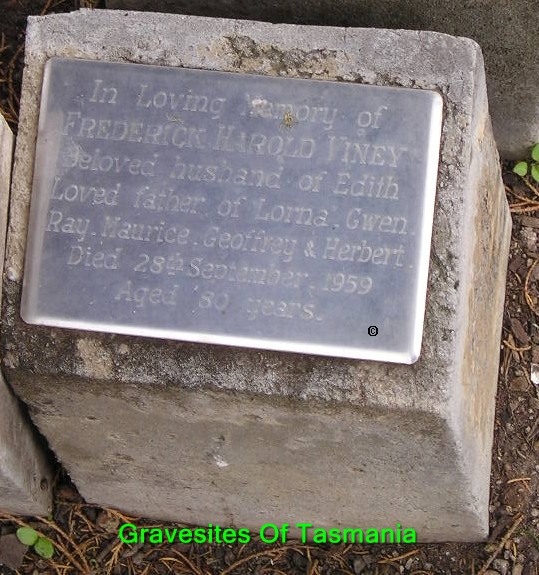 In Loving Memory of
FREDERICK HAROLD VINEY
Beloved husband of Edith
Loved father of Lorna. Gwen.
Ray. Maurice. Geoffrey & Herbert.
Died 28th September. 1959
Aged 80 years.
©
Gravesites Of Tasmania